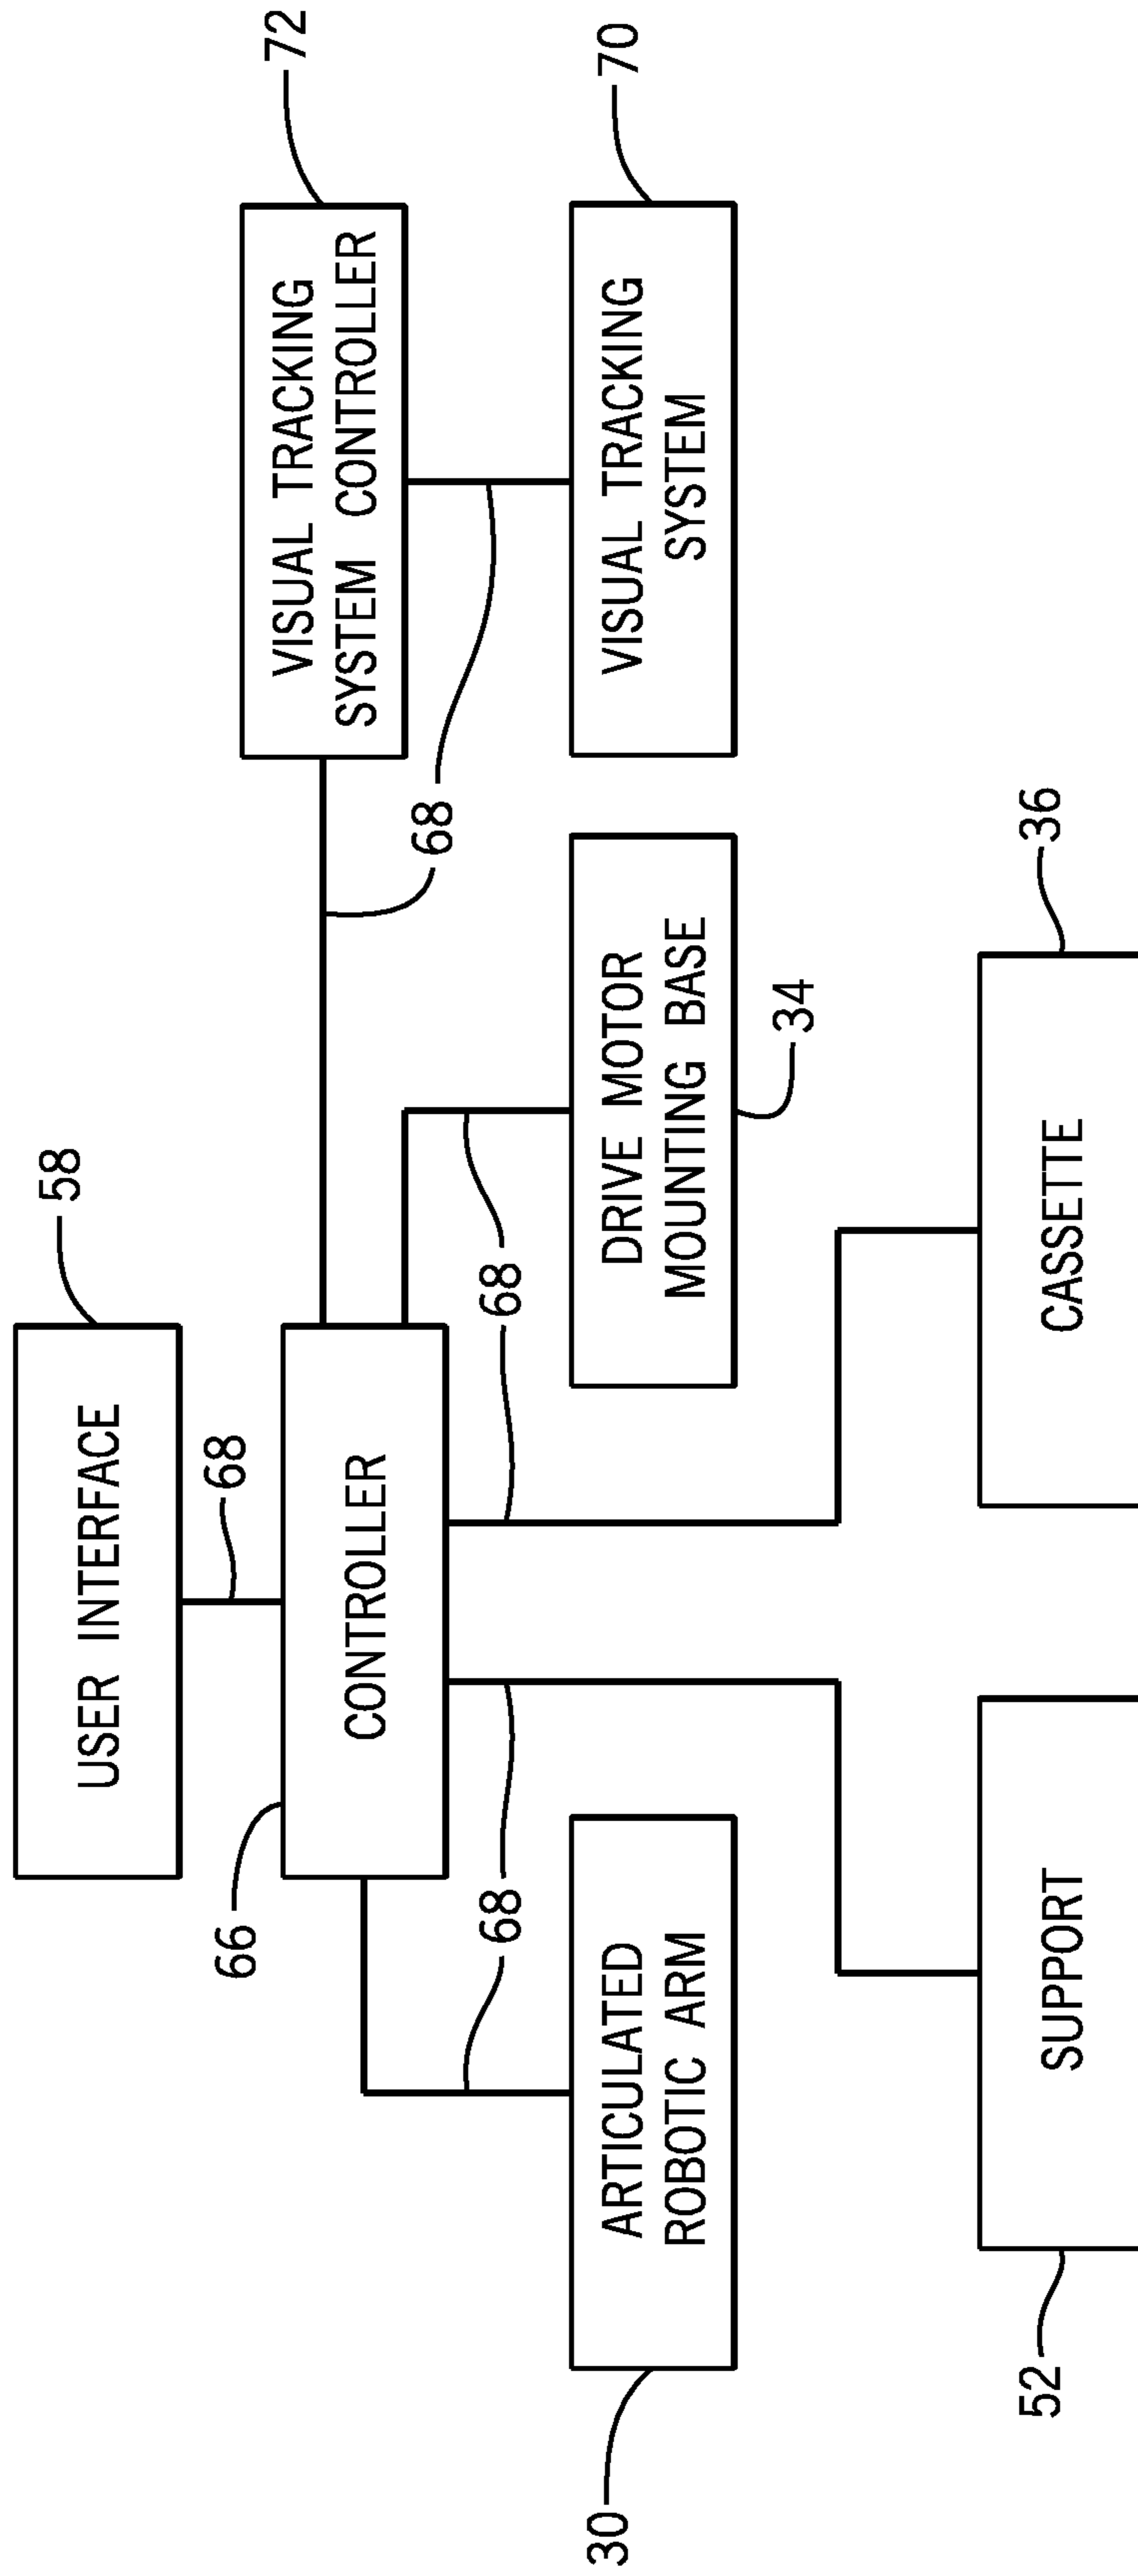 USER INTERFACE
58
68
66
CONTROLLER
72
VISUAL TRACKING
SYSTEM CONTROLLER
68
68
68
68
30
ARTICULATED
ROBOTIC ARM
DRIVE MOTOR
MOUNTING BASE
34
VISUAL TRACKING
SYSTEM
70
52
SUPPORT
CASSETTE
36